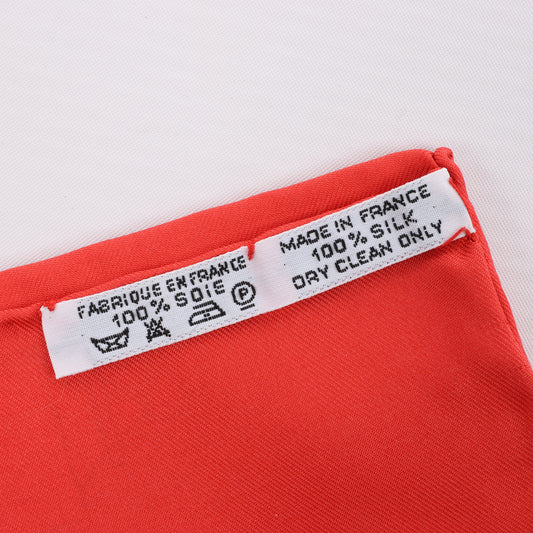 FABRIQUE EN FRANCE
100% SOIE
P
MADE IN FRANCE
100% SILK
DRY CLEAN ONLY